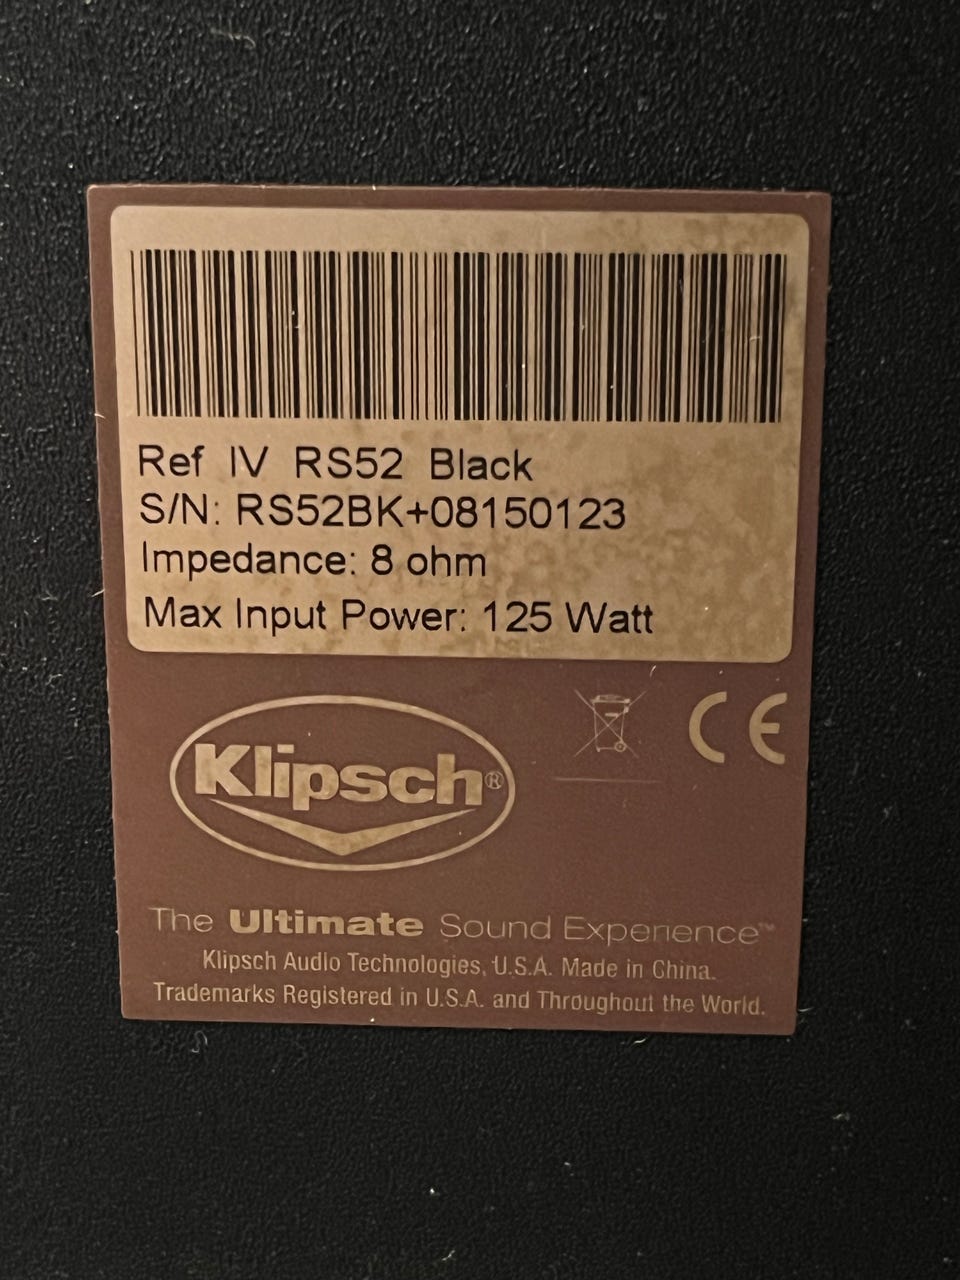 Ref IV RS52 Black
S/N: RS52BK+08150123
Impedance: 8 ohm
Max Input Power: 125 Watt
Klipsch®
CE
The Ultimate Sound Experience™
Klipsch Audio Technologies, U.S.A. Made in China.
Trademarks Registered in U.S.A. and Throughout the World.